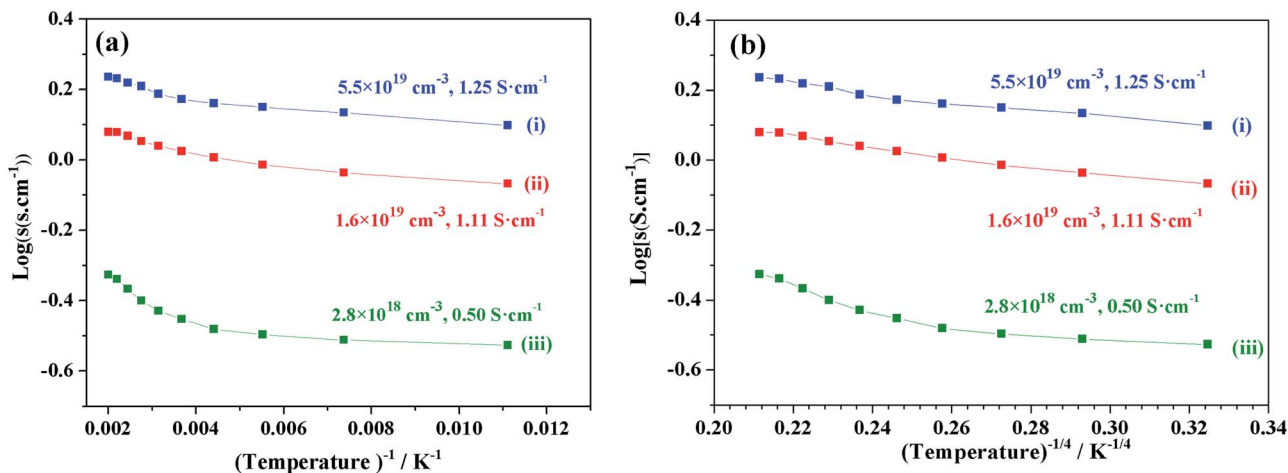 (a)
0.4
0.2
0.0
-0.2
-0.4
-0.6
Log(s(s.cm⁻¹))
5.5×10¹⁹ cm⁻³, 1.25 S·cm⁻¹
(i)
(ii)
1.6×10¹⁹ cm⁻³, 1.11 S·cm⁻¹
2.8×10¹⁸ cm⁻³, 0.50 S·cm⁻¹
(iii)
0.002 0.004 0.006 0.008 0.010 0.012
(Temperature )⁻¹ / K⁻¹
(b)
0.4
0.2
0.0
-0.2
-0.4
-0.6
Log[s(S.cm⁻¹)]
5.5×10¹⁹ cm⁻³, 1.25 S·cm⁻¹
(i)
(ii)
1.6×10¹⁹ cm⁻³, 1.11 S·cm⁻¹
2.8×10¹⁸ cm⁻³, 0.50 S·cm⁻¹
(iii)
0.20 0.22 0.24 0.26 0.28 0.30 0.32 0.34
(Temperature)⁻¹/⁴ / K⁻¹/⁴